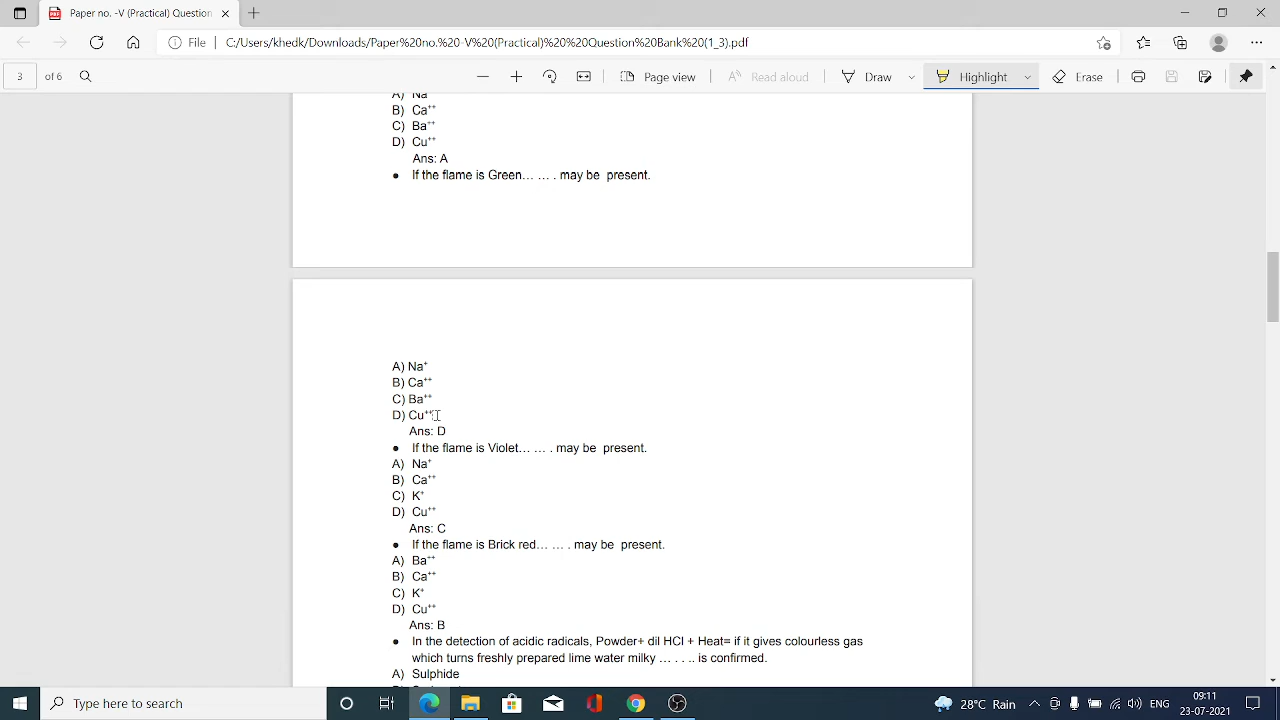 Paper no. -V (Practical) Question
File C:/Users/khedk/Downloads/Paper%20no.%20-V%20(Practical)%20%20Question%20Bank%20(1_3).pdf
3 of 6 Page view Read aloud Draw Highlight Erase
A) Na
B) Ca⁺⁺
C) Ba⁺⁺
D) Cu⁺⁺
Ans: A
● If the flame is Green… … . may be  present.
A) Na⁺
B) Ca⁺⁺
C) Ba⁺⁺
D) Cu⁺⁺
Ans: D
● If the flame is Violet… … . may be  present.
A) Na⁺
B) Ca⁺⁺
C) K⁺
D) Cu⁺⁺
Ans: C
● If the flame is Brick red… … . may be  present.
A) Ba⁺⁺
B) Ca⁺⁺
C) K⁺
D) Cu⁺⁺
Ans: B
● In the detection of acidic radicals, Powder+ dil HCl + Heat= if it gives colourless gas
which turns freshly prepared lime water milky … . . .. is confirmed.
A) Sulphide
Type here to search
28°C Rain
ENG
09:11
23-07-2021